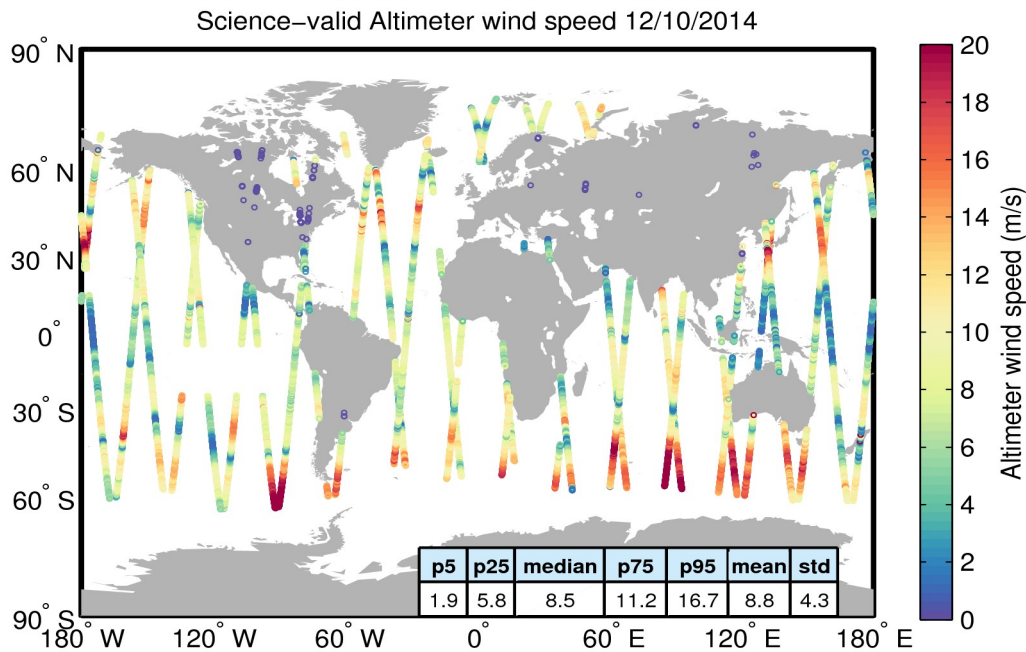 Science−valid Altimeter wind speed 12/10/2014
90° N
60° N
30° N
0°
30° S
60° S
90° S
180° W
120° W
60° W
0°
60° E
120° E
180° E
p5 p25 median p75 p95 mean std
1.9 5.8 8.5 11.2 16.7 8.8 4.3
20
18
16
14
12
10
8
6
4
2
0
Altimeter wind speed (m/s)